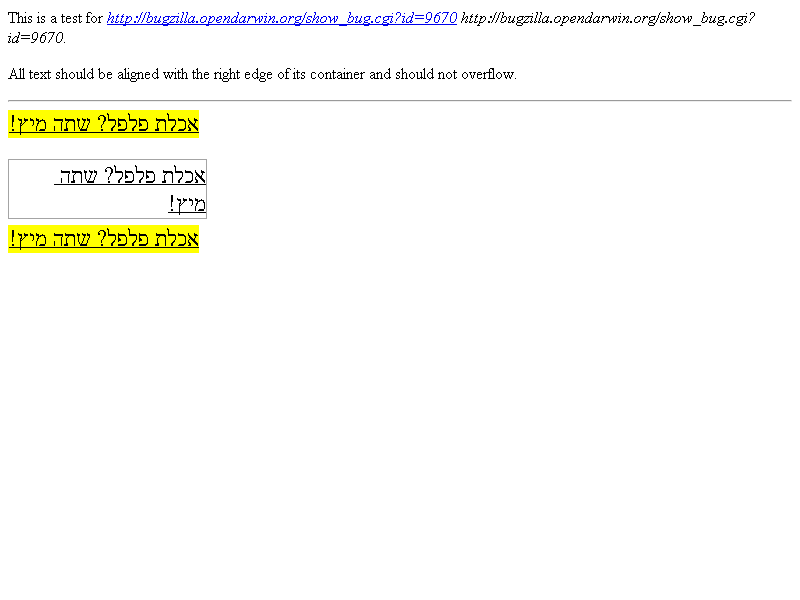 This is a test for http://bugzilla.opendarwin.org/show_bug.cgi?id=9670 http://bugzilla.opendarwin.org/show_bug.cgi?
id=9670.
All text should be aligned with the right edge of its container and should not overflow.
אכלת פלפל? שתה מיץ!
אכלת פלפל? שתה
מיץ!
אכלת פלפל? שתה מיץ!